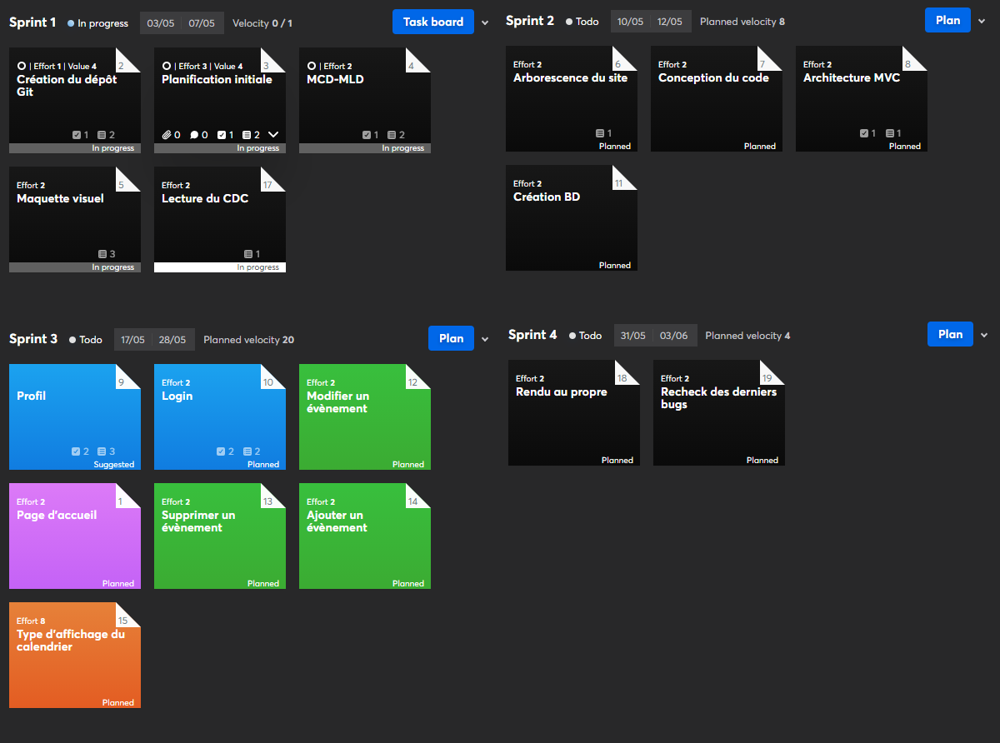 Sprint 1 In progress 03/05 07/05 Velocity 0 / 1 Task board
| Effort 1 | Value 4 2
Création du dépôt
Git
1 2
In progress
| Effort 3 | Value 4 3
Planification initiale
0 0 1 2
In progress
| Effort 2 4
MCD-MLD
1 2
In progress
Effort 2 5
Maquette visuel
3
In progress
Effort 2 17
Lecture du CDC
1
In progress
Sprint 2 Todo 10/05 12/05 Planned velocity 8 Plan
Effort 2 6
Arborescence du site
1
Planned
Effort 2 7
Conception du code
Planned
Effort 2 8
Architecture MVC
1 1
Planned
Effort 2 11
Création BD
Planned
Sprint 3 Todo 17/05 28/05 Planned velocity 20 Plan
9
Profil
2 3
Suggested
Effort 2 10
Login
2 2
Planned
Effort 2 12
Modifier un
évènement
Planned
Effort 2 1
Page d'accueil
Planned
Effort 2 13
Supprimer un
évènement
Planned
Effort 2 14
Ajouter un
évènement
Planned
Effort 8 15
Type d'affichage du
calendrier
Planned
Sprint 4 Todo 31/05 03/06 Planned velocity 4 Plan
Effort 2 18
Rendu au propre
Planned
Effort 2 19
Recheck des derniers
bugs
Planned